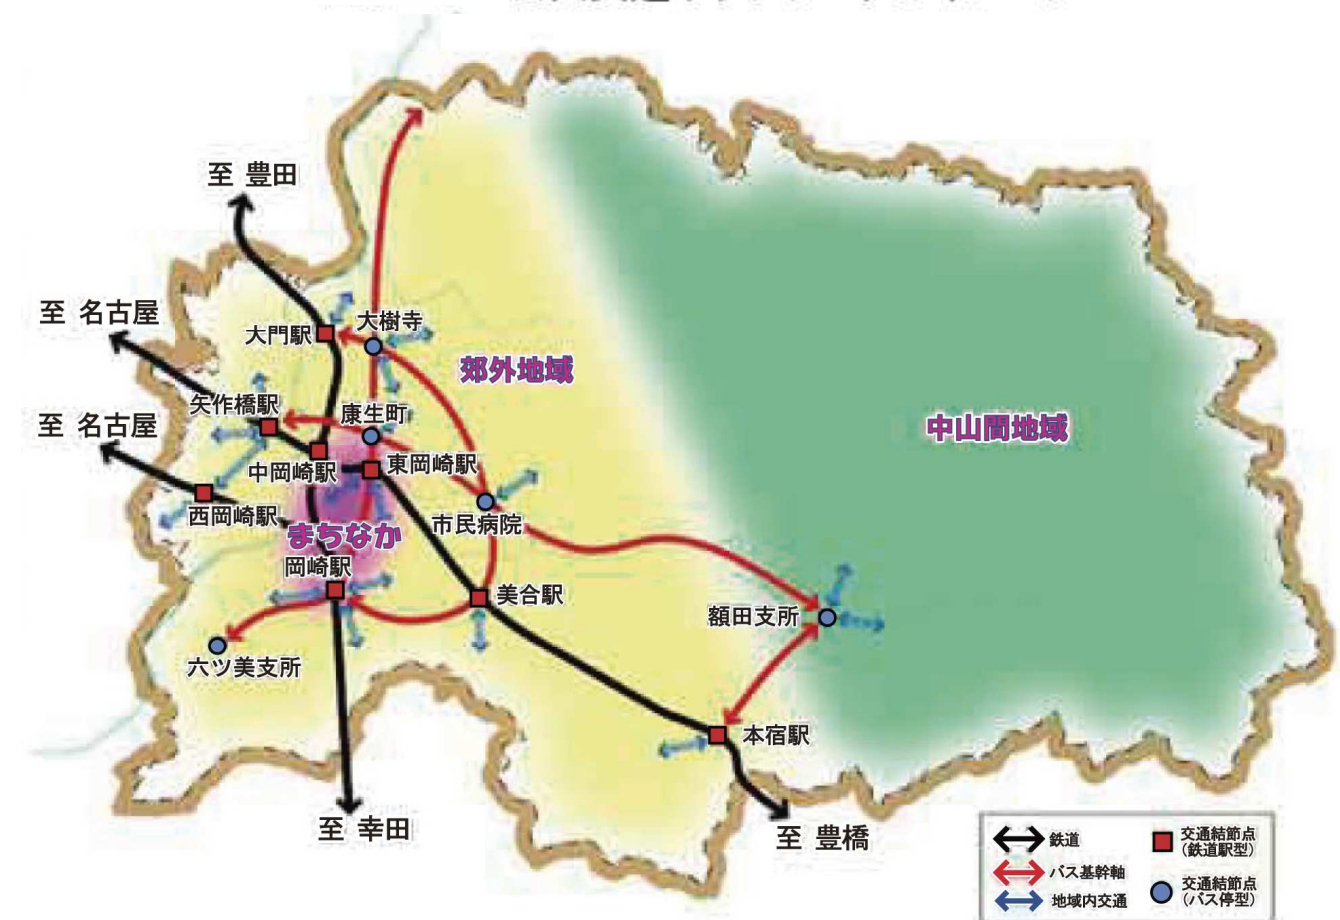 至 豊田
至 名古屋
大門駅
大樹寺
郊外地域
矢作橋駅
康生町
至 名古屋
中山間地域
中岡崎駅
東岡崎駅
西岡崎駅
まちなか
市民病院
岡崎駅
美合駅
額田支所
六ツ美支所
本宿駅
至 幸田
至 豊橋
鉄道
交通結節点
(鉄道駅型)
バス基幹軸
地域内交通
交通結節点
(バス停型)